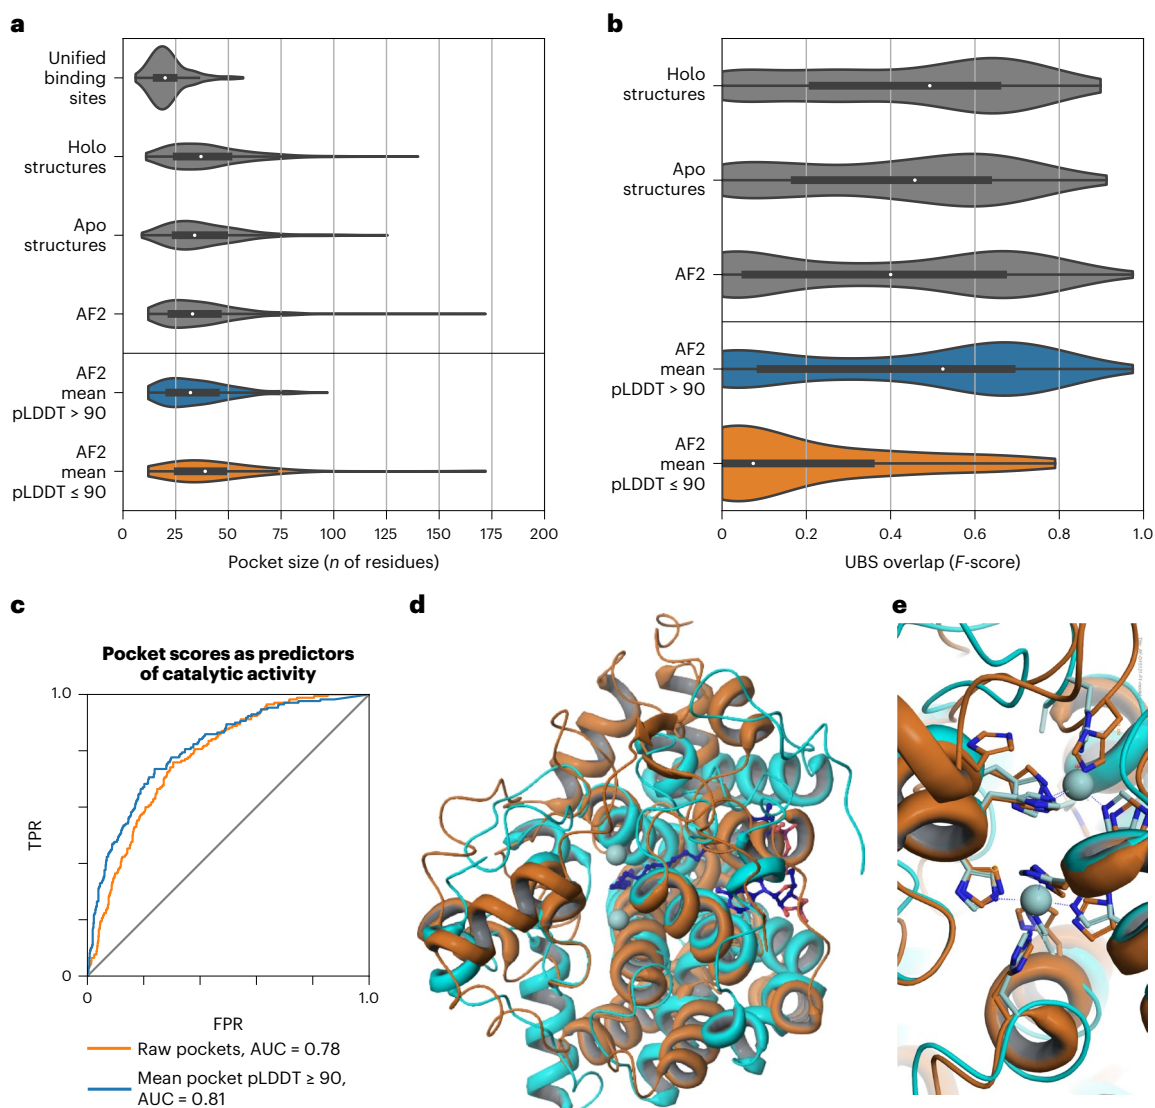 a
Unified
binding
sites
Holo
structures
Apo
structures
AF2
AF2
mean
pLDDT > 90
AF2
mean
pLDDT ≤ 90
0 25 50 75 100 125 150 175 200
Pocket size (n of residues)
b
Holo
structures
Apo
structures
AF2
AF2
mean
pLDDT > 90
AF2
mean
pLDDT ≤ 90
0 0.2 0.4 0.6 0.8 1.0
UBS overlap (F-score)
c
Pocket scores as predictors
of catalytic activity
1.0
TPR
0
0 1.0
FPR
Raw pockets, AUC = 0.78
Mean pocket pLDDT ≥ 90,
AUC = 0.81
d
e